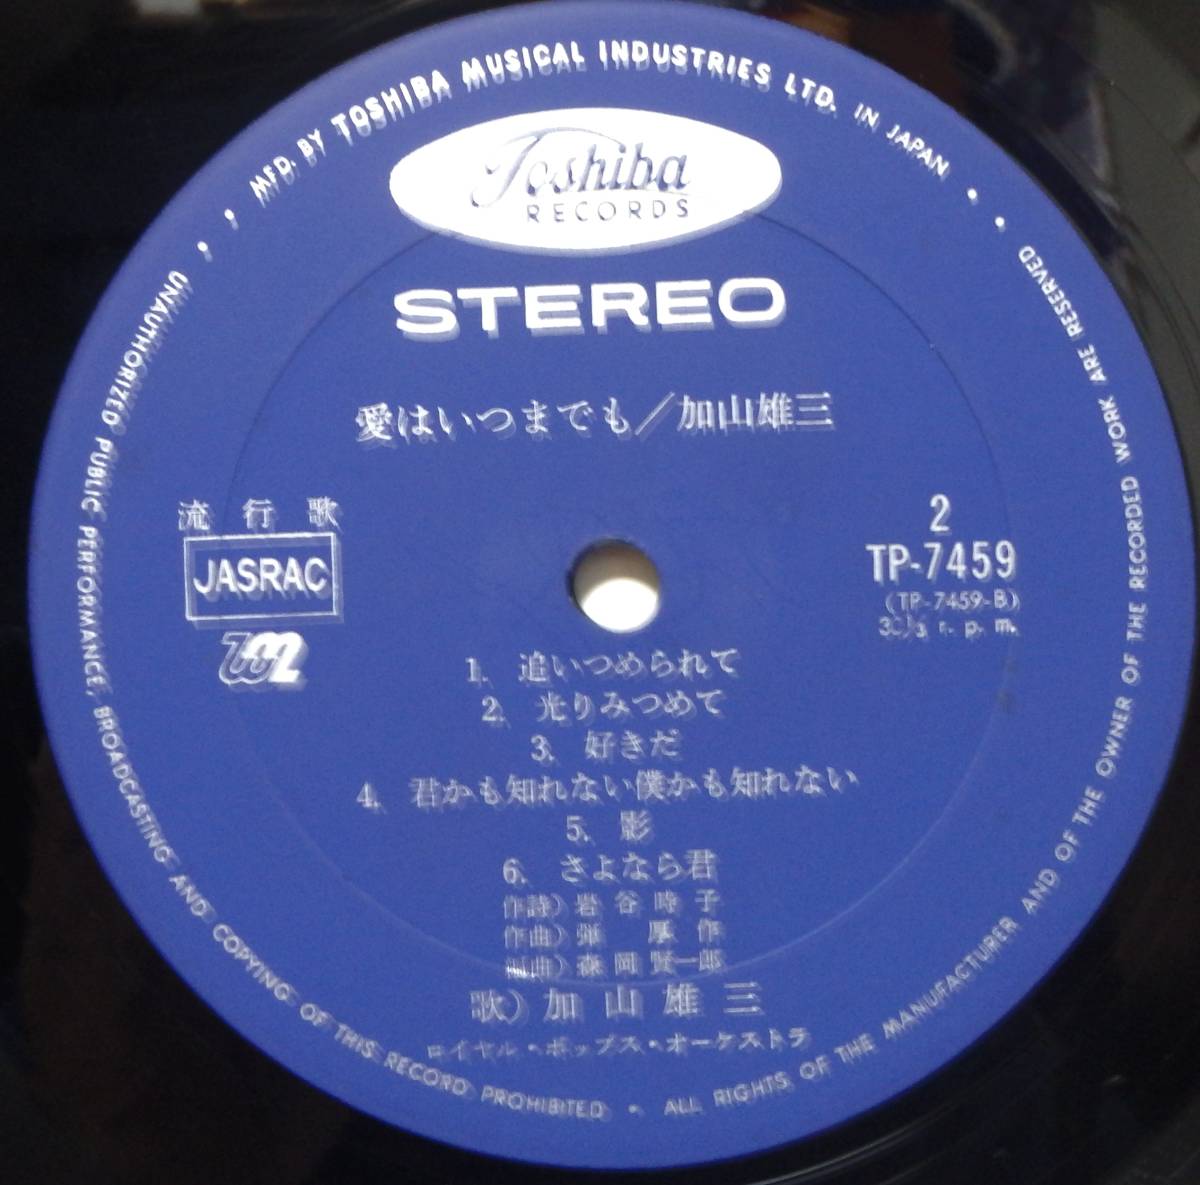 MFD. BY TOSHIBA MUSICAL INDUSTRIES LTD. IN JAPAN
Toshiba
RECORDS
STEREO
愛はいつまでも／加山雄三
流行歌
JASRAC
2
TP-7459
(TP-7459-B)
33⅓ r. p. m.
1. 追いつめられて
2. 光りみつめて
3. 好きだ
4. 君かも知れない僕かも知れない
5. 影
6. さよなら君
作詩）岩谷時子
作曲）弾厚作
編曲）森岡賢一郎
歌）加山雄三
ロイヤル・ポップス・オーケストラ
UNAUTHORIZED PUBLIC PERFORMANCE, BROADCASTING AND COPYING OF THIS RECORD PROHIBITED • ALL RIGHTS OF THE MANUFACTURER AND OF THE OWNER OF THE RECORDED WORK ARE RESERVED